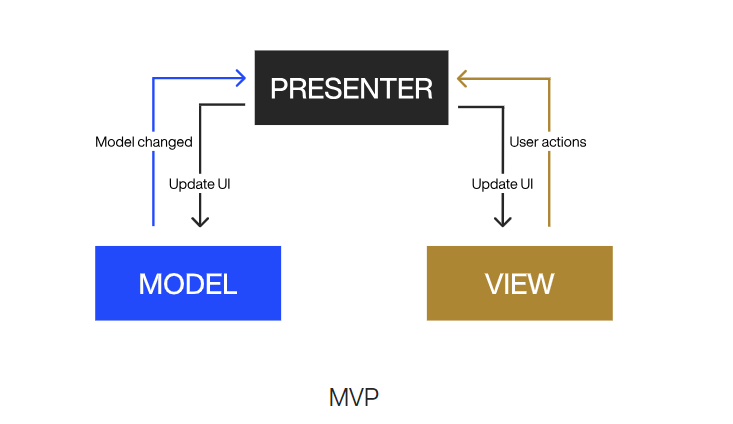 PRESENTER
Model changed
User actions
Update UI
Update UI
MODEL
VIEW
MVP